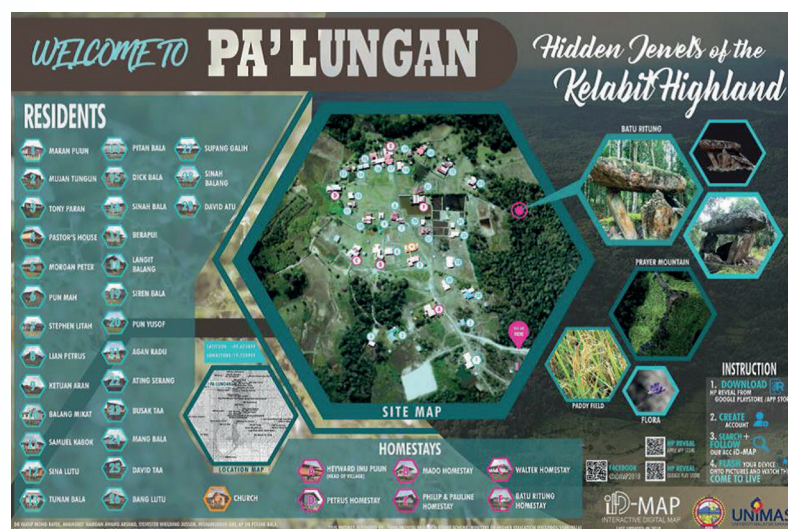 WELCOME TO PA'LUNGAN
Hidden Jewels of the
Kelabit Highland
RESIDENTS
MARAN PUUN
MUJAN TUNGUN
TONY PARAN
PASTOR'S HOUSE
MORGAN PETER
PUN MAH
STEPHEN UTAH
LIAN PETRUS
KETUAN ARAN
BALANG MIKAT
SAMUEL KABOK
SINA LUTU
TUNAN BALA
PITAN BALA
DICK BALA
SINAH BALA
BERAPUI
LANGIT
BALANG
SIREN BALA
PUN YUSOF
AGAN RADU
ATING SERANG
BUSAK TAA
MANG BALA
DAVID TAA
BANG LUTU
SUPANG GALIH
SINAH
BALANG
DAVID ATU
LOCATION MAP
CHURCH
SITE MAP
HOMESTAYS
HEYWARD IMU PUUN
(HEAD OF VILLAGE)
PETRUS HOMESTAY
MADO HOMESTAY
PHILIP & PAULINE
HOMESTAY
WALTER HOMESTAY
BATU RITUNG
HOMESTAY
BATU RITUNG
PRAYER MOUNTAIN
PADDY FIELD
FLORA
INSTRUCTION
1. DOWNLOAD
HP REVEAL FROM
GOOGLE PLAYSTORE /APP STOR
2. CREATE
ACCOUNT
3. SEARCH +
FOLLOW
OUR ACC iD-MAP
4. FLASH YOUR DEVICE
ONTO PICTURES AND WATCH TH
COME TO LIVE
HP REVEAL
FACEBOOK
HP REVEAL
iD-MAP
INTERACTIVE DIGITAL MAP
UNIMAS